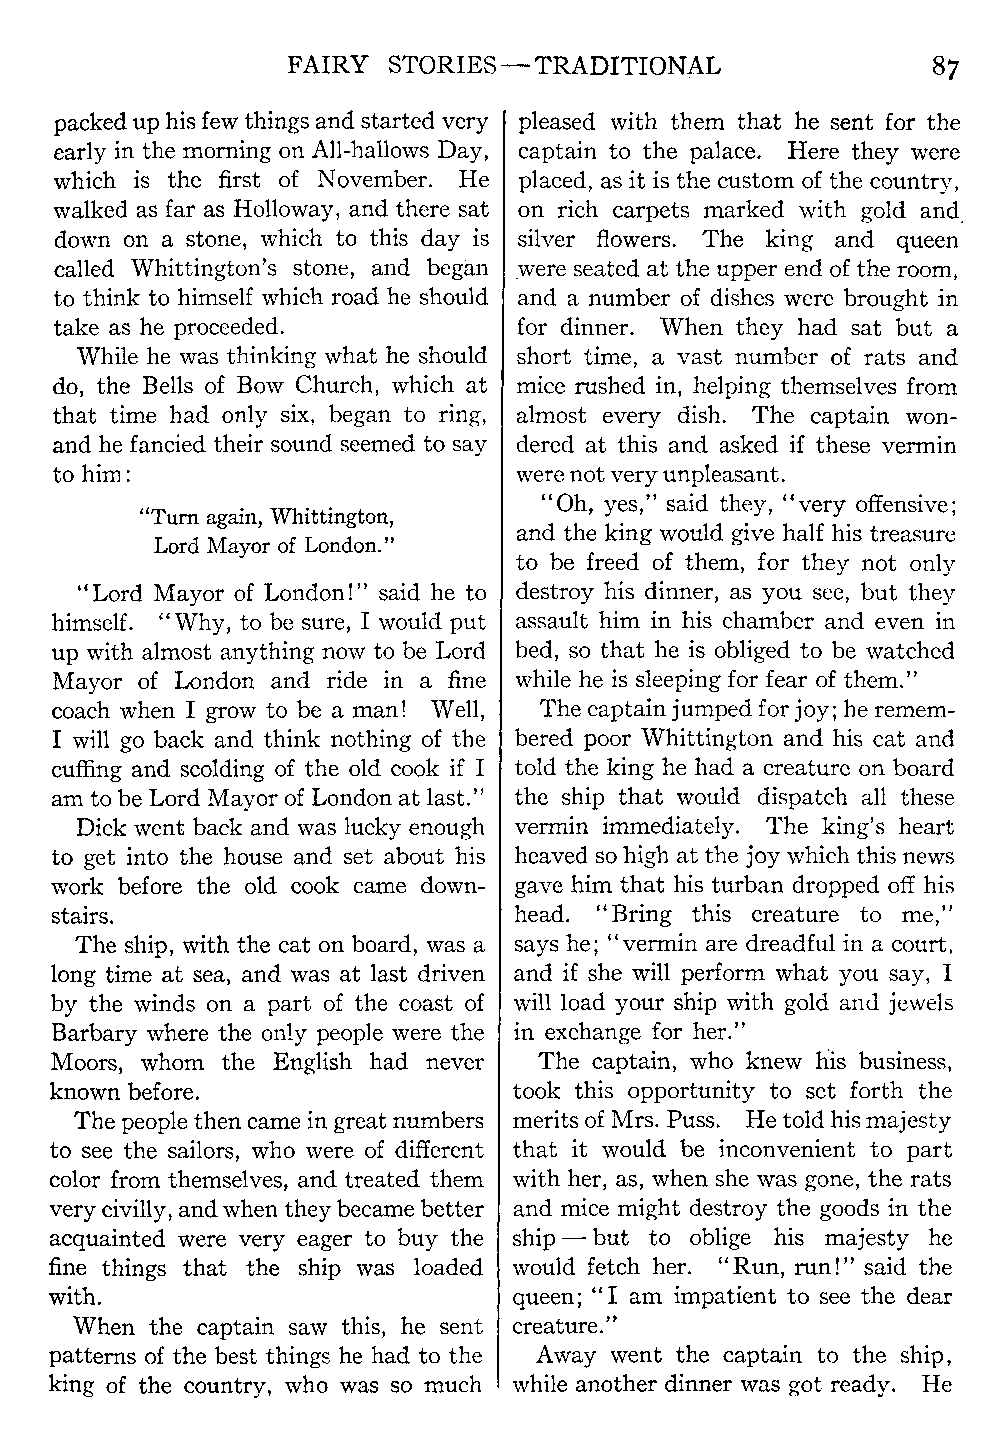 FAIRY STORIES—TRADITIONAL 87
packed up his few things and started very
early in the morning on All-hallows Day,
which is the first of November. He
walked as far as Holloway, and there sat
down on a stone, which to this day is
called Whittington's stone, and began
to think to himself which road he should
take as he proceeded.
While he was thinking what he should
do, the Bells of Bow Church, which at
that time had only six, began to ring,
and he fancied their sound seemed to say
to him:
"Turn again, Whittington,
Lord Mayor of London."
"Lord Mayor of London!" said he to
himself. "Why, to be sure, I would put
up with almost anything now to be Lord
Mayor of London and ride in a fine
coach when I grow to be a man! Well,
I will go back and think nothing of the
cuffing and scolding of the old cook if I
am to be Lord Mayor of London at last."
Dick went back and was lucky enough
to get into the house and set about his
work before the old cook came down-
stairs.
The ship, with the cat on board, was a
long time at sea, and was at last driven
by the winds on a part of the coast of
Barbary where the only people were the
Moors, whom the English had never
known before.
The people then came in great numbers
to see the sailors, who were of different
color from themselves, and treated them
very civilly, and when they became better
acquainted were very eager to buy the
fine things that the ship was loaded
with.
When the captain saw this, he sent
patterns of the best things he had to the
king of the country, who was so much
pleased with them that he sent for the
captain to the palace. Here they were
placed, as it is the custom of the country,
on rich carpets marked with gold and
silver flowers. The king and queen
were seated at the upper end of the room,
and a number of dishes were brought in
for dinner. When they had sat but a
short time, a vast number of rats and
mice rushed in, helping themselves from
almost every dish. The captain won-
dered at this and asked if these vermin
were not very unpleasant.
"Oh, yes," said they, "very offensive;
and the king would give half his treasure
to be freed of them, for they not only
destroy his dinner, as you see, but they
assault him in his chamber and even in
bed, so that he is obliged to be watched
while he is sleeping for fear of them."
The captain jumped for joy; he remem-
bered poor Whittington and his cat and
told the king he had a creature on board
the ship that would dispatch all these
vermin immediately. The king's heart
heaved so high at the joy which this news
gave him that his turban dropped off his
head. "Bring this creature to me,"
says he; "vermin are dreadful in a court,
and if she will perform what you say, I
will load your ship with gold and jewels
in exchange for her."
The captain, who knew his business,
took this opportunity to set forth the
merits of Mrs. Puss. He told his majesty
that it would be inconvenient to part
with her, as, when she was gone, the rats
and mice might destroy the goods in the
ship — but to oblige his majesty he
would fetch her. "Run, run!" said the
queen; "I am impatient to see the dear
creature."
Away went the captain to the ship,
while another dinner was got ready. He